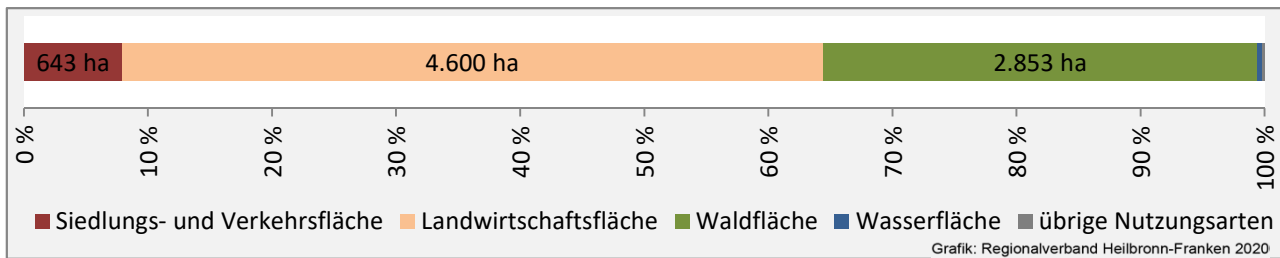 643 ha 4.600 ha 2.853 ha
0 % 10 % 20 % 30 % 40 % 50 % 60 % 70 % 80 % 90 % 100 %
Siedlungs- und Verkehrsfläche Landwirtschaftsfläche Waldfläche Wasserfläche übrige Nutzungsarten
Grafik: Regionalverband Heilbronn-Franken 2020